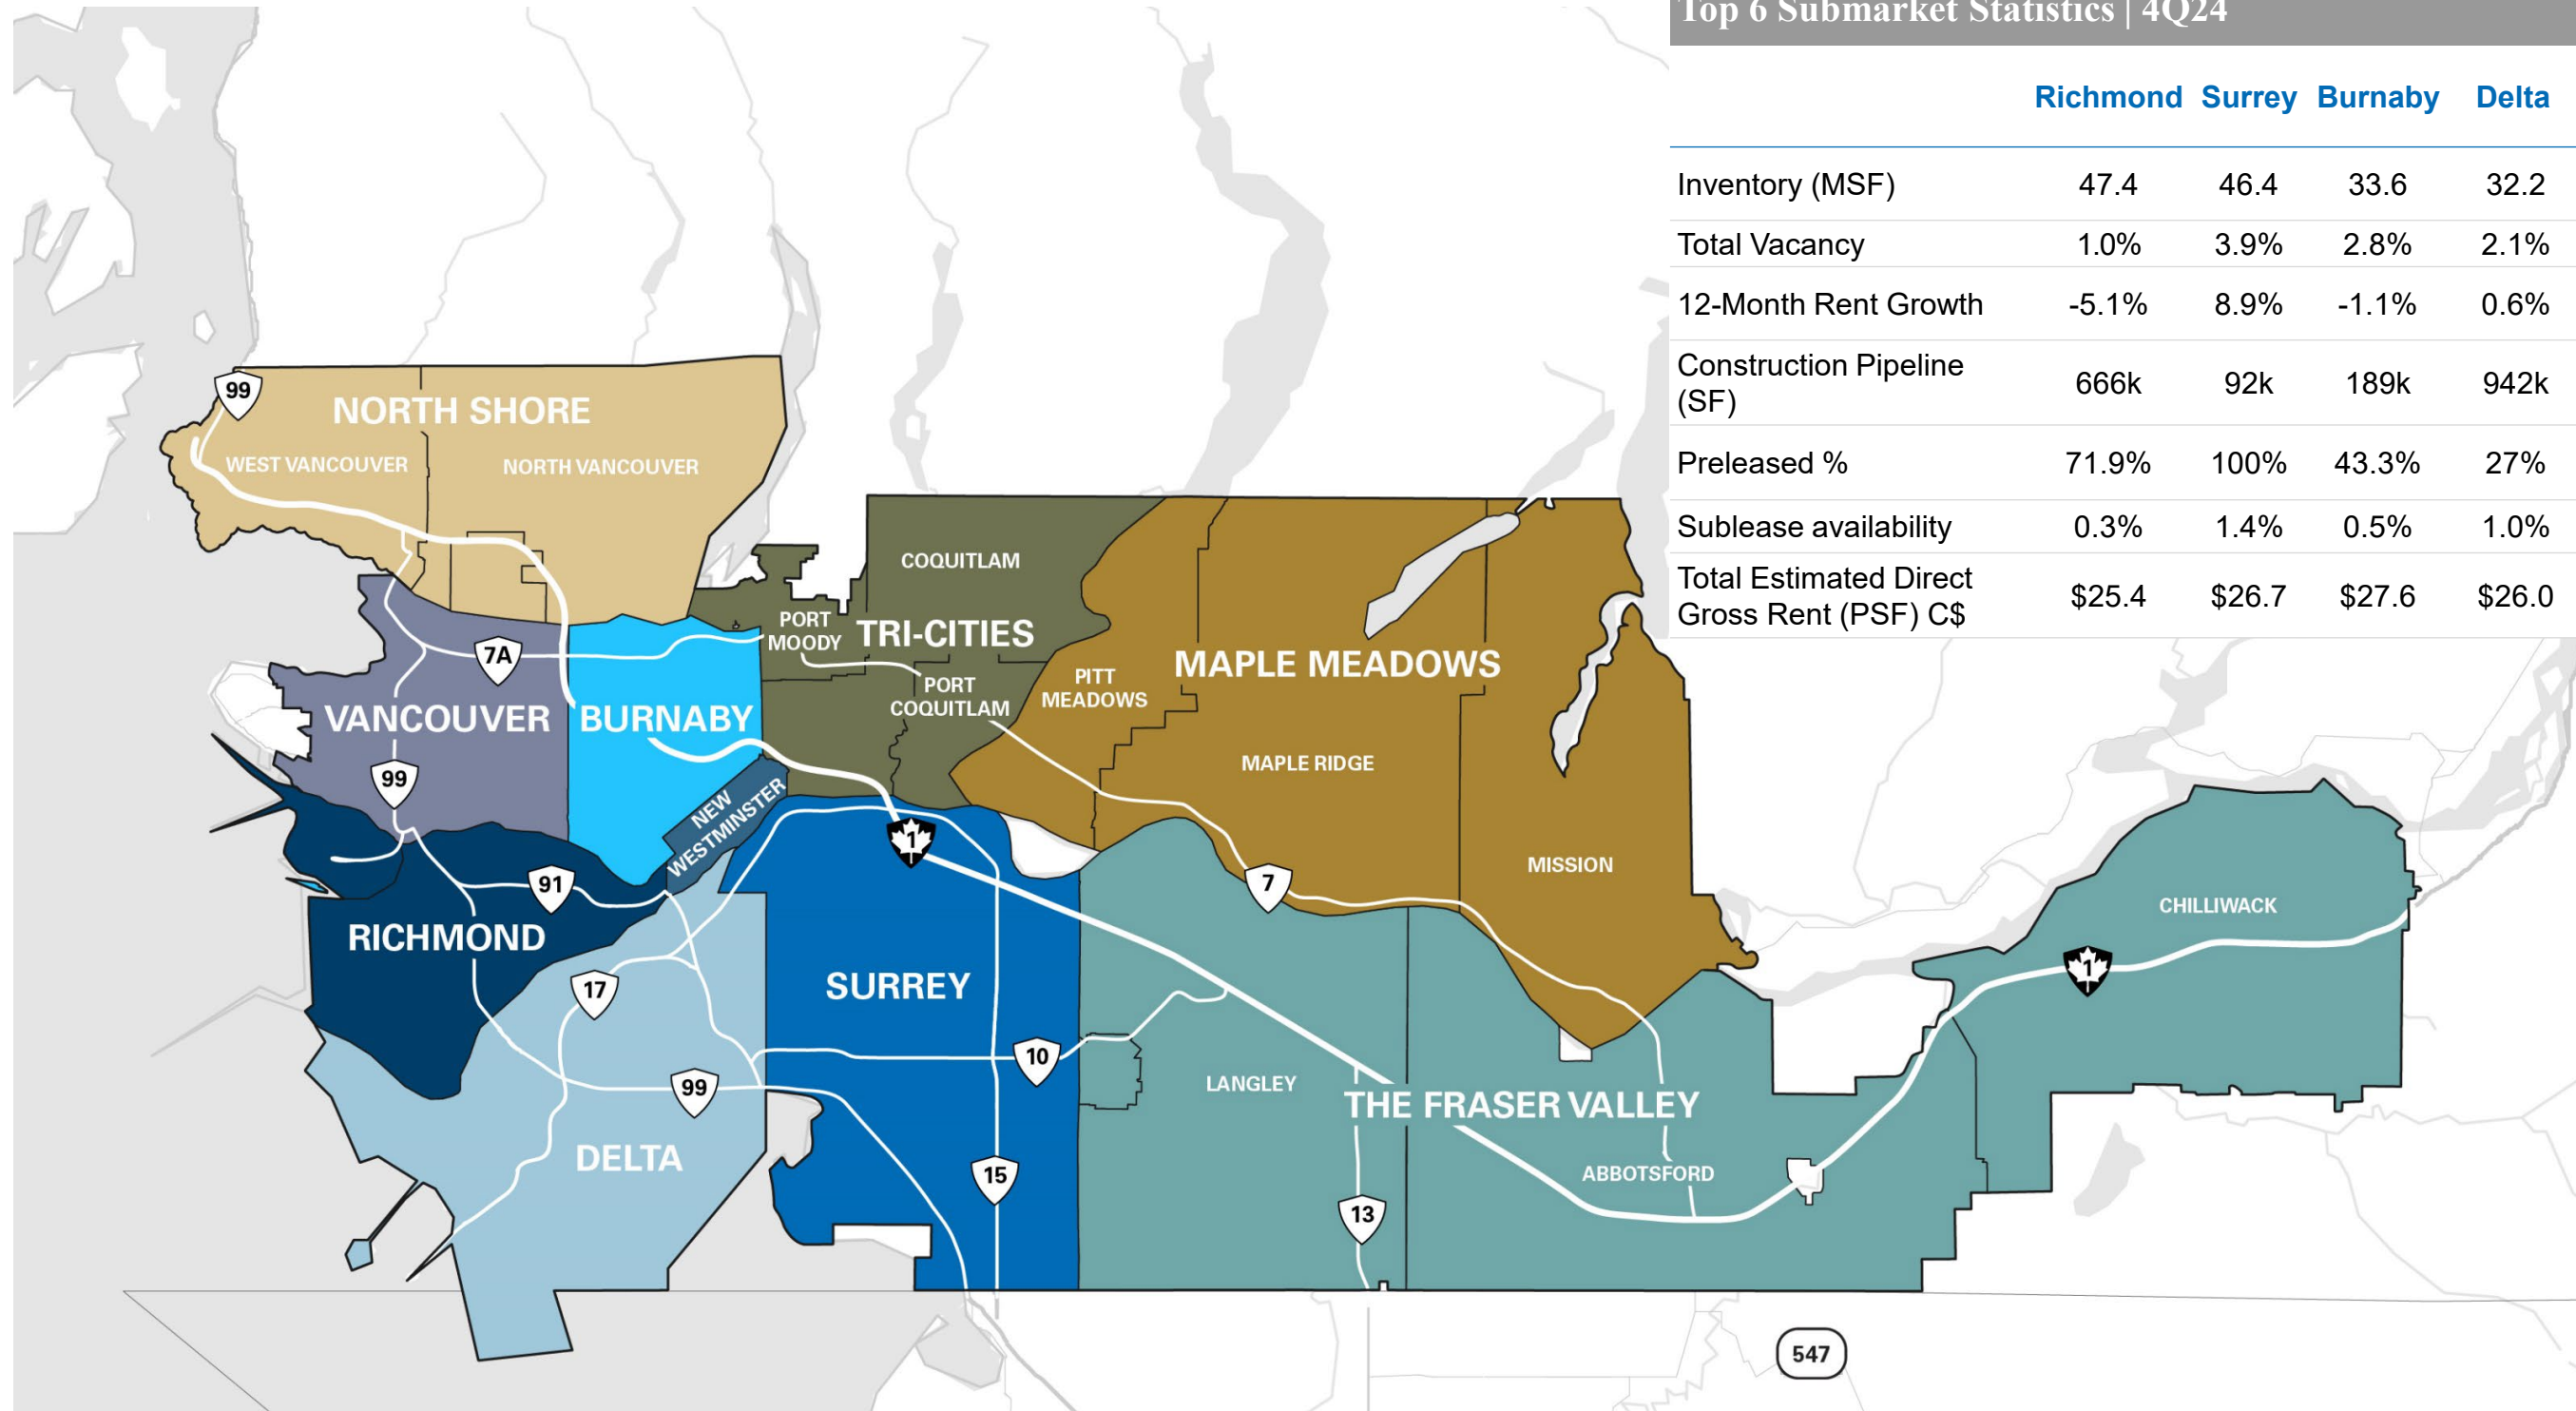 Top 6 Submarket Statistics | 4Q24
Richmond Surrey Burnaby Delta
Inventory (MSF) 47.4 46.4 33.6 32.2
Total Vacancy 1.0% 3.9% 2.8% 2.1%
12-Month Rent Growth -5.1% 8.9% -1.1% 0.6%
Construction Pipeline
(SF) 666k 92k 189k 942k
Preleased % 71.9% 100% 43.3% 27%
Sublease availability 0.3% 1.4% 0.5% 1.0%
Total Estimated Direct
Gross Rent (PSF) C$ $25.4 $26.7 $27.6 $26.0
99
NORTH SHORE
WEST VANCOUVER
NORTH VANCOUVER
COQUITLAM
PORT
MOODY
TRI-CITIES
7A
PORT
COQUITLAM
PITT
MEADOWS
MAPLE MEADOWS
VANCOUVER
BURNABY
99
MAPLE RIDGE
NEW
WESTMINSTER
1
91
7
MISSION
CHILLIWACK
RICHMOND
17
SURREY
1
10
99
LANGLEY
THE FRASER VALLEY
DELTA
15
ABBOTSFORD
13
547